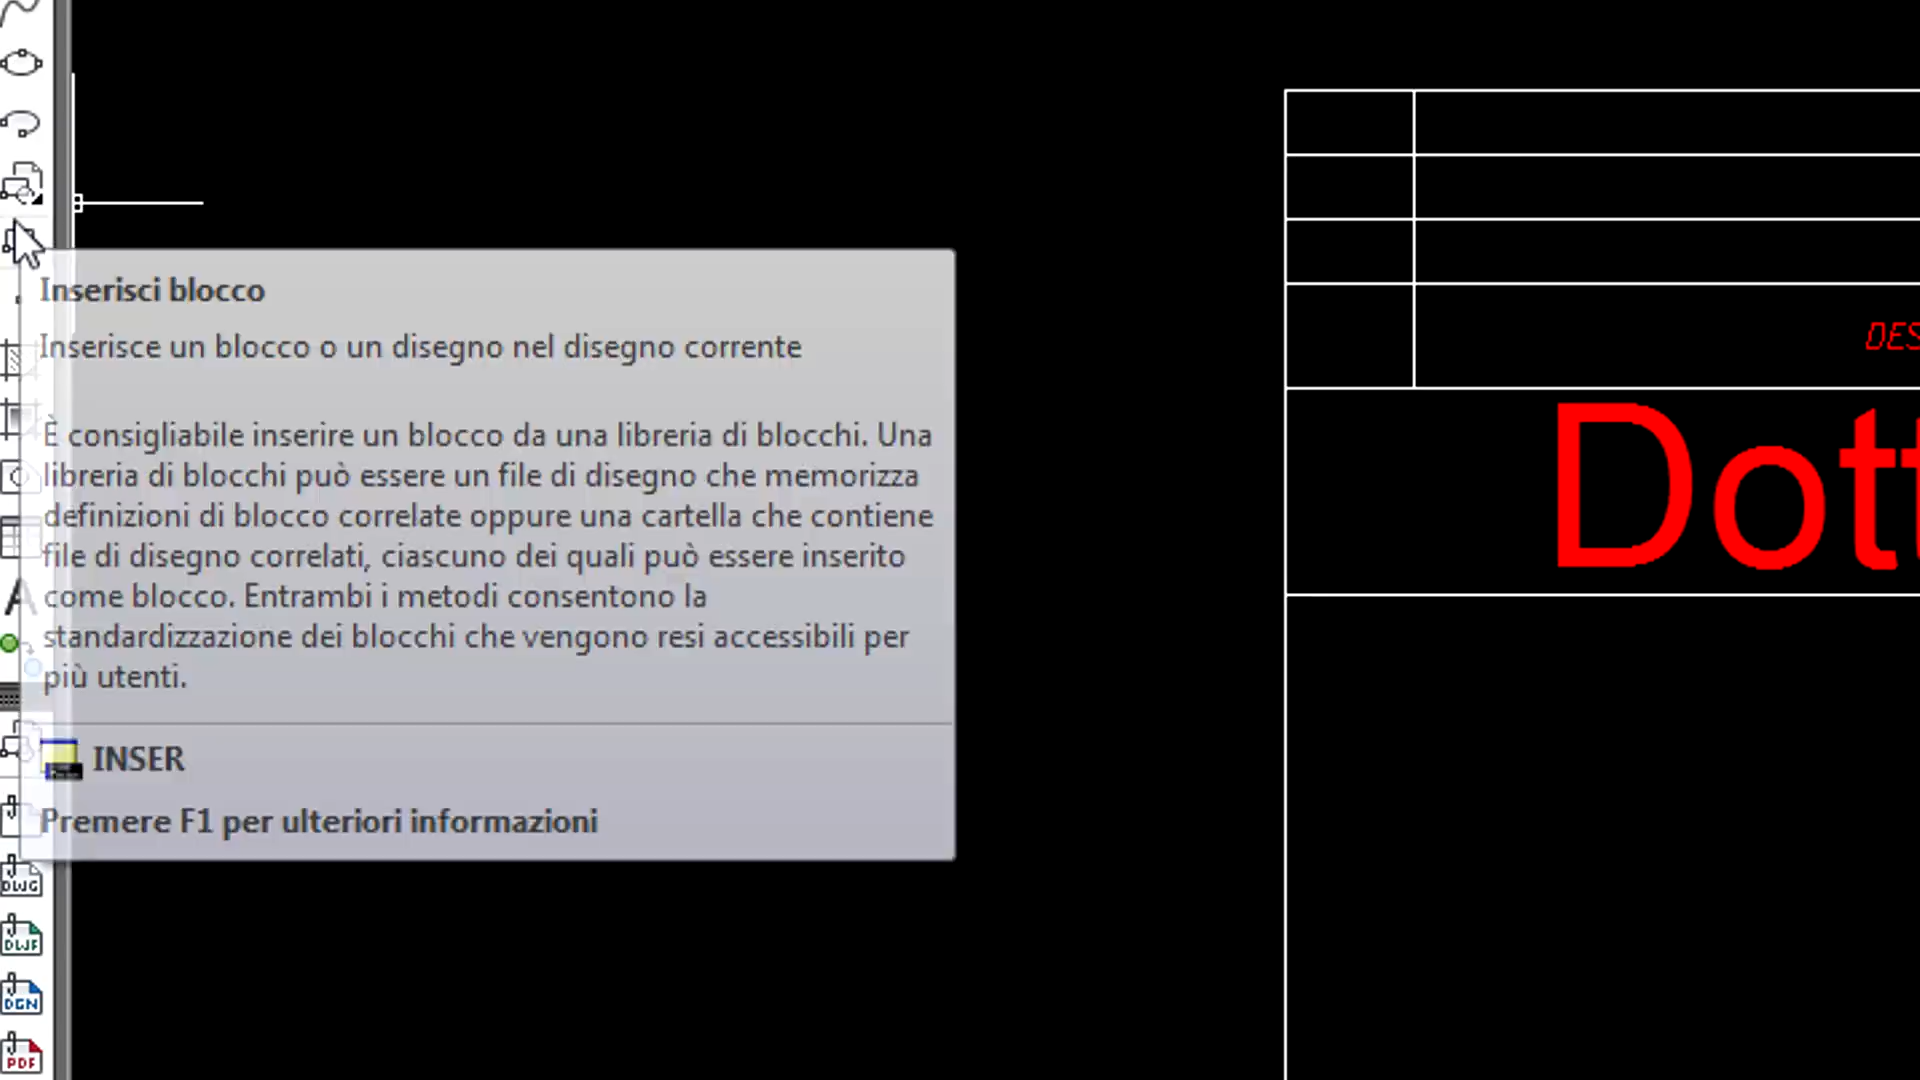 Inserisci blocco
Inserisce un blocco o un disegno nel disegno corrente
È consigliabile inserire un blocco da una libreria di blocchi. Una
libreria di blocchi può essere un file di disegno che memorizza
definizioni di blocco correlate oppure una cartella che contiene
file di disegno correlati, ciascuno dei quali può essere inserito
come blocco. Entrambi i metodi consentono la
standardizzazione dei blocchi che vengono resi accessibili per
più utenti.
INSER
Premere F1 per ulteriori informazioni
A
DWG
DWF
DGN
PDF
DES
Dott